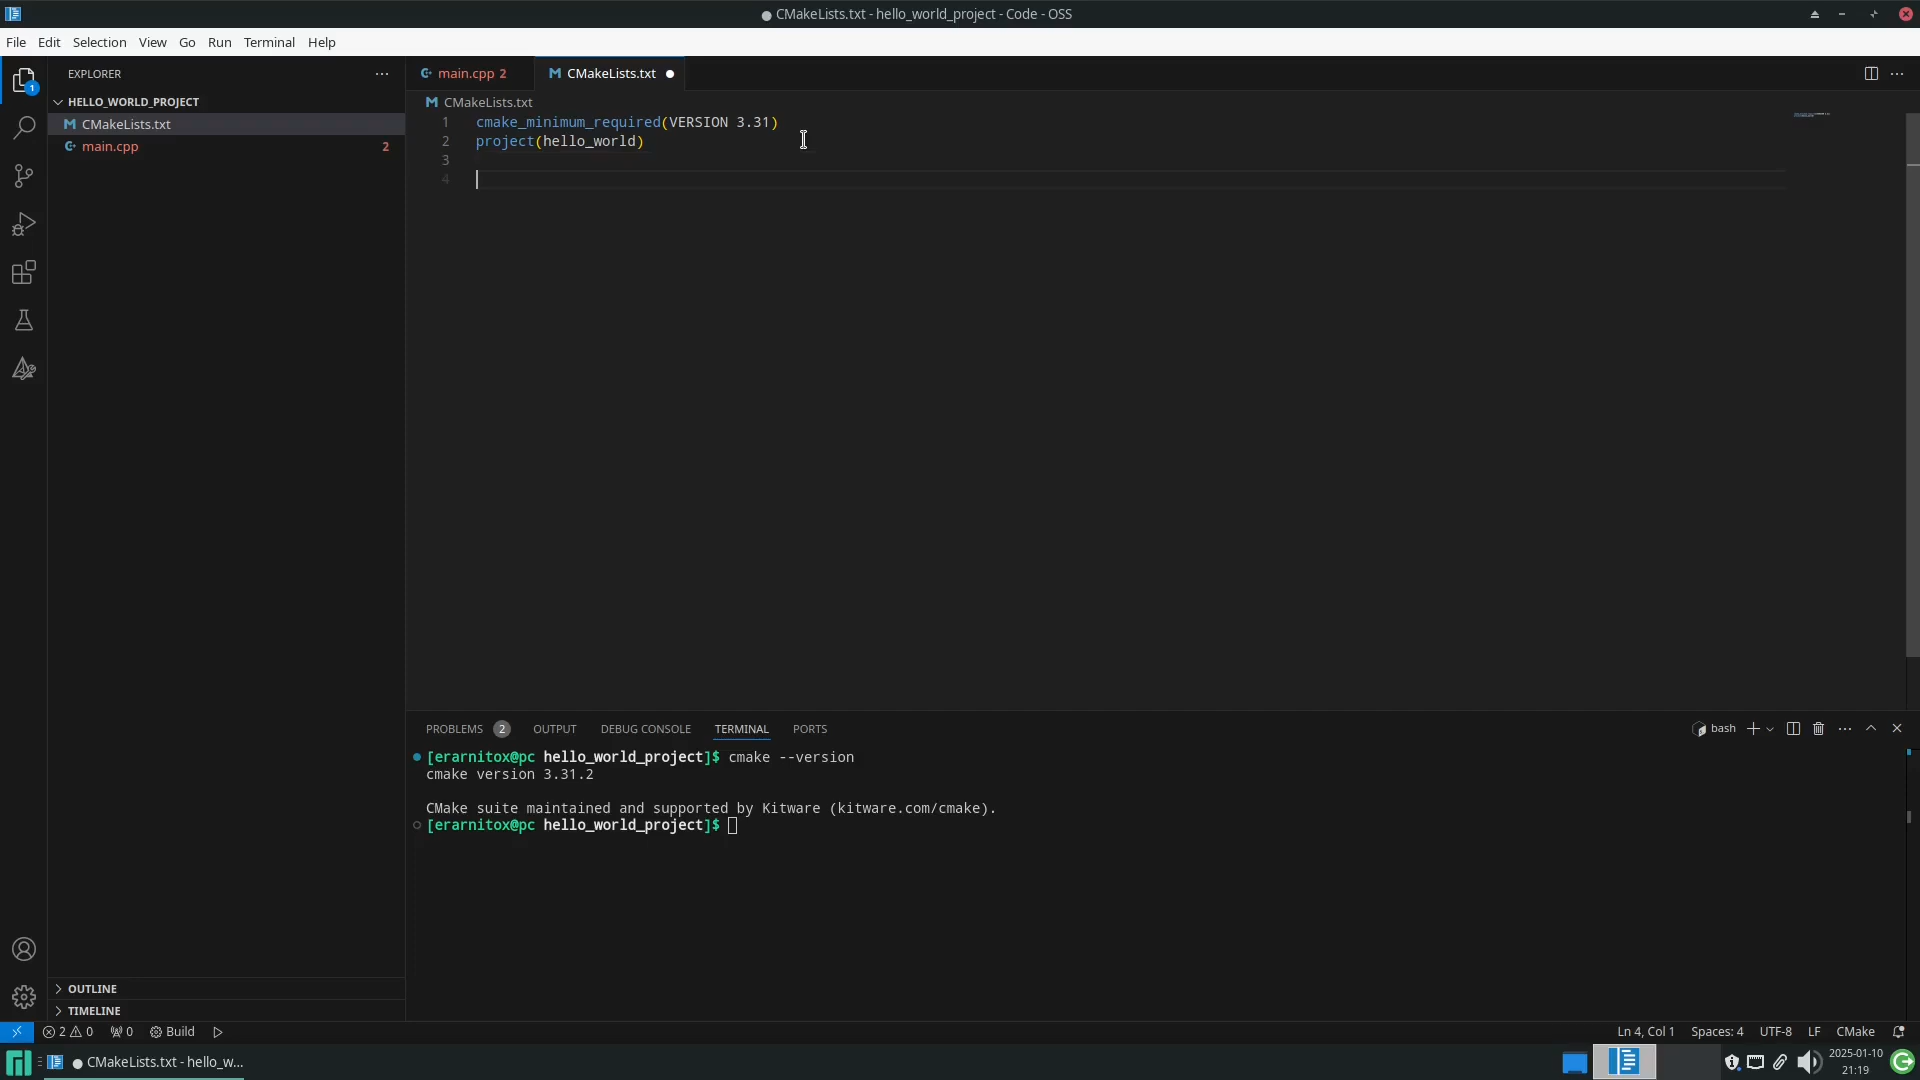 ● CMakeLists.txt - hello_world_project - Code - OSS
File Edit Selection View Go Run Terminal Help
1
EXPLORER
main.cpp 2
CMakeLists.txt ●
HELLO_WORLD_PROJECT
CMakeLists.txt
CMakeLists.txt
main.cpp 2
1 cmake_minimum_required(VERSION 3.31)
2 project(hello_world)
3
4
PROBLEMS 2 OUTPUT DEBUG CONSOLE TERMINAL PORTS
bash
[erarnitox@pc hello_world_project]$ cmake --version
cmake version 3.31.2
CMake suite maintained and supported by Kitware (kitware.com/cmake).
[erarnitox@pc hello_world_project]$
OUTLINE
TIMELINE
2 0 0 Build
Ln 4, Col 1 Spaces: 4 UTF-8 LF CMake
● CMakeLists.txt - hello_w...
2025-01-10
21:19